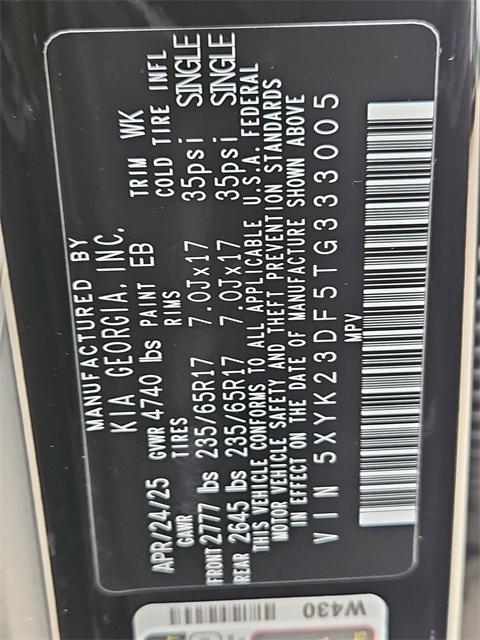 MANUFACTURED BY
KIA GEORGIA, INC.
APR/24/25 GVWR 4740 lbs PAINT EB TRIM WK
GAWR TIRES RIMS COLD TIRE INFL
FRONT 2777 lbs 235/65R17 7.0Jx17 35psi SINGLE
REAR 2645 lbs 235/65R17 7.0Jx17 35psi SINGLE
THIS VEHICLE CONFORMS TO ALL APPLICABLE U.S.A. FEDERAL
MOTOR VEHICLE SAFETY AND THEFT PREVENTION STANDARDS
IN EFFECT ON THE DATE OF MANUFACTURE SHOWN ABOVE
VIN 5XYK23DF5TG333005
MPV
W430